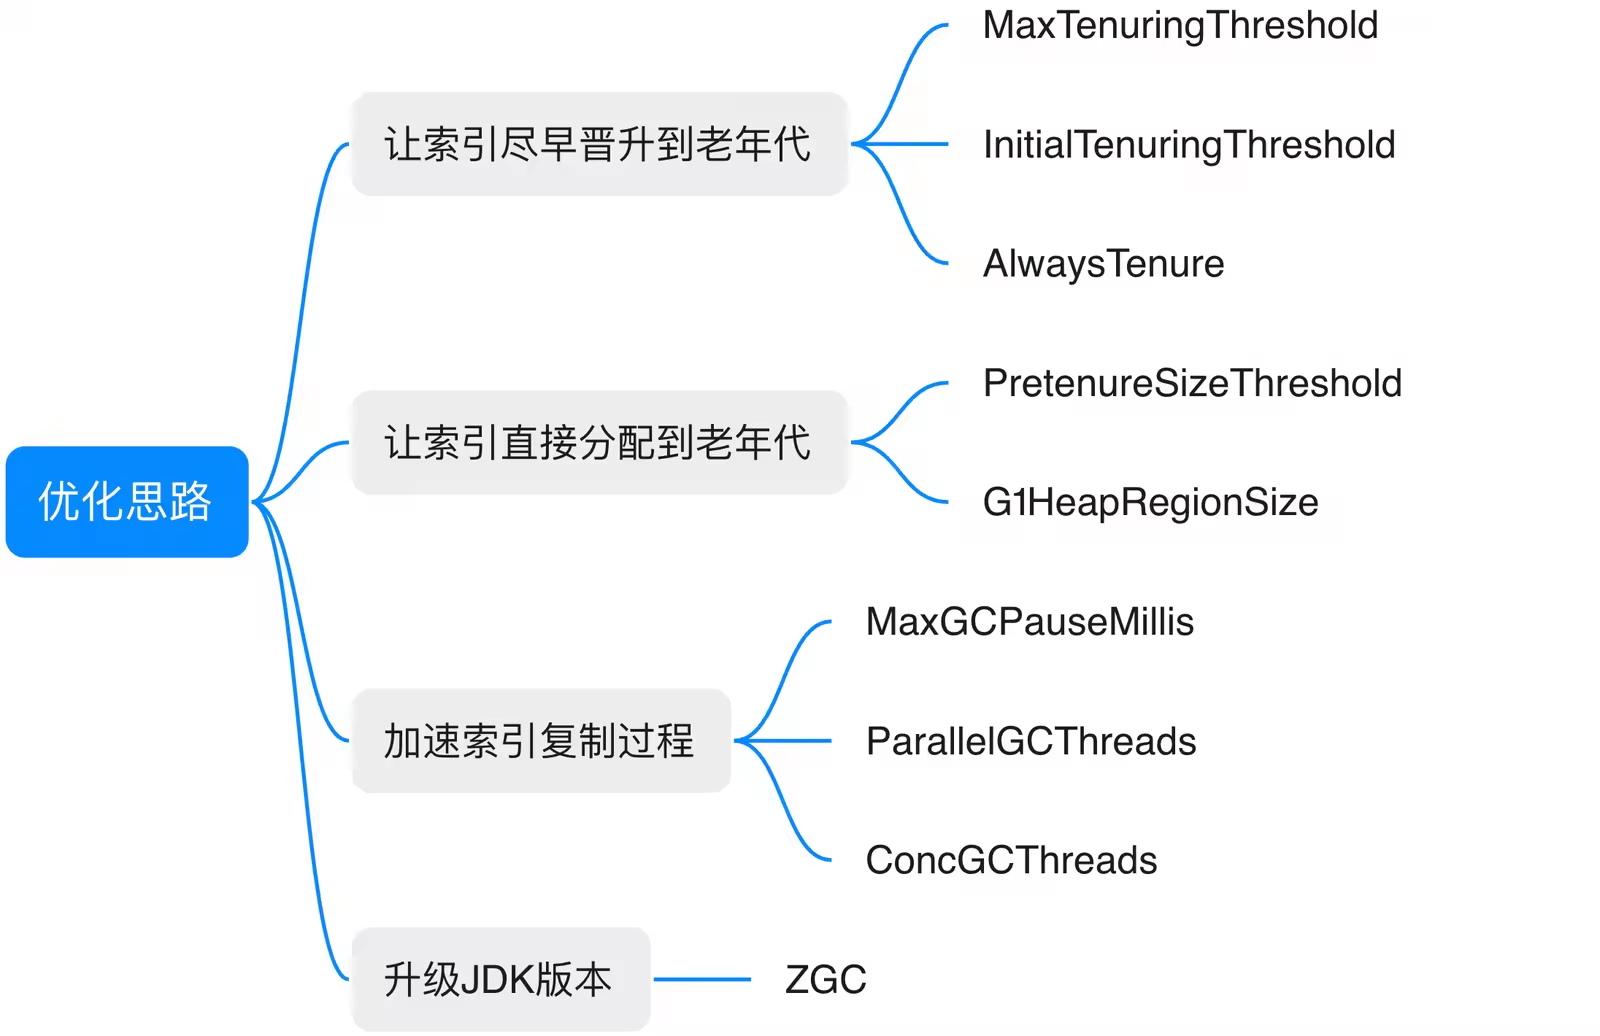 优化思路
让索引尽早晋升到老年代
MaxTenuringThreshold
InitialTenuringThreshold
AlwaysTenure
让索引直接分配到老年代
PretenureSizeThreshold
G1HeapRegionSize
加速索引复制过程
MaxGCPauseMillis
ParallelGCThreads
ConcGCThreads
升级JDK版本
ZGC